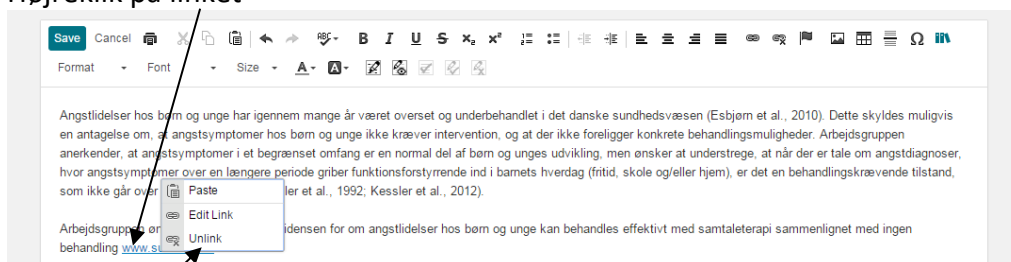 Højreklik på linket
Save Cancel
Format Font Size
Angstlidelser hos børn og unge har igennem mange år været overset og underbehandlet i det danske sundhedsvæsen (Esbjørn et al., 2010). Dette skyldes muligvis
en antagelse om, at angstsymptomer hos børn og unge ikke kræver intervention, og at der ikke foreligger konkrete behandlingsmuligheder. Arbejdsgruppen
anerkender, at angstsymptomer i et begrænset omfang er en normal del af børn og unges udvikling, men ønsker at understrege, at når der er tale om angstdiagnoser,
hvor angstsymptomer over en længere periode griber funktionsforstyrrende ind i barnets hverdag (fritid, skole og/eller hjem), er det en behandlingskrævende tilstand,
som ikke går over ler et al., 1992; Kessler et al., 2012).
Paste
Edit Link
Unlink
Arbejdsgruppen øn idensen for om angstlidelser hos børn og unge kan behandles effektivt med samtaleterapi sammenlignet med ingen
behandling www.su